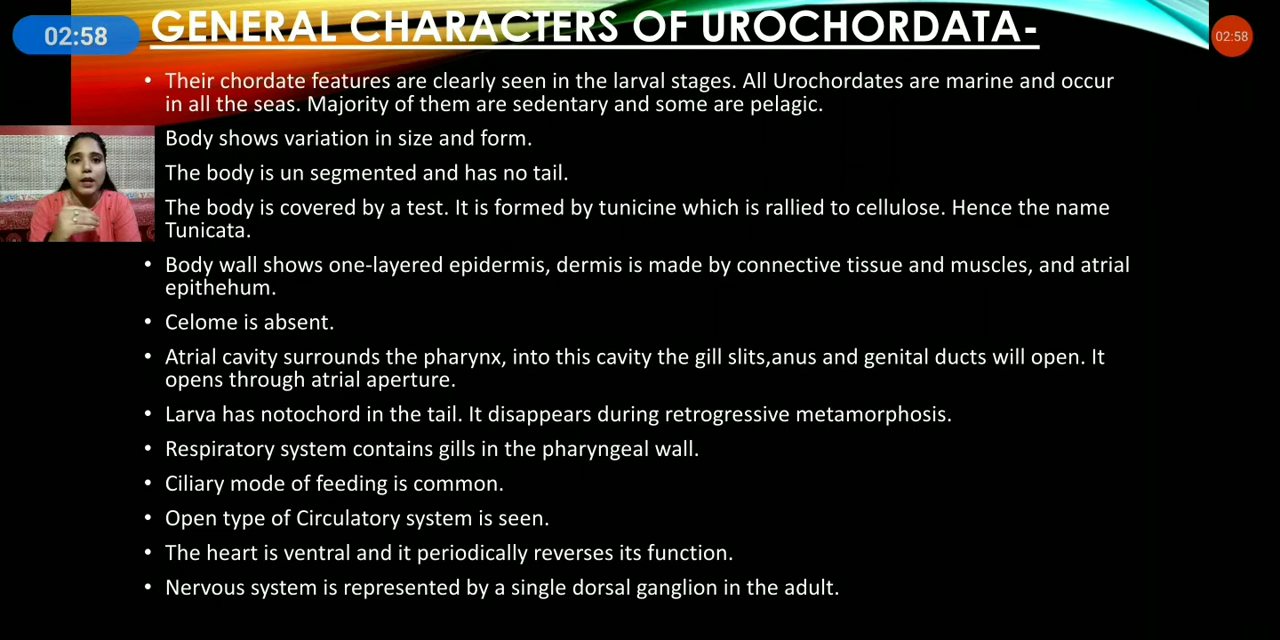 GENERAL CHARACTERS OF UROCHORDATA-
02:58
02:58
• Their chordate features are clearly seen in the larval stages. All Urochordates are marine and occur
in all the seas. Majority of them are sedentary and some are pelagic.
Body shows variation in size and form.
The body is un segmented and has no tail.
The body is covered by a test. It is formed by tunicine which is rallied to cellulose. Hence the name
Tunicata.
• Body wall shows one-layered epidermis, dermis is made by connective tissue and muscles, and atrial
epithehum.
• Celome is absent.
• Atrial cavity surrounds the pharynx, into this cavity the gill slits,anus and genital ducts will open. It
opens through atrial aperture.
• Larva has notochord in the tail. It disappears during retrogressive metamorphosis.
• Respiratory system contains gills in the pharyngeal wall.
• Ciliary mode of feeding is common.
• Open type of Circulatory system is seen.
• The heart is ventral and it periodically reverses its function.
• Nervous system is represented by a single dorsal ganglion in the adult.